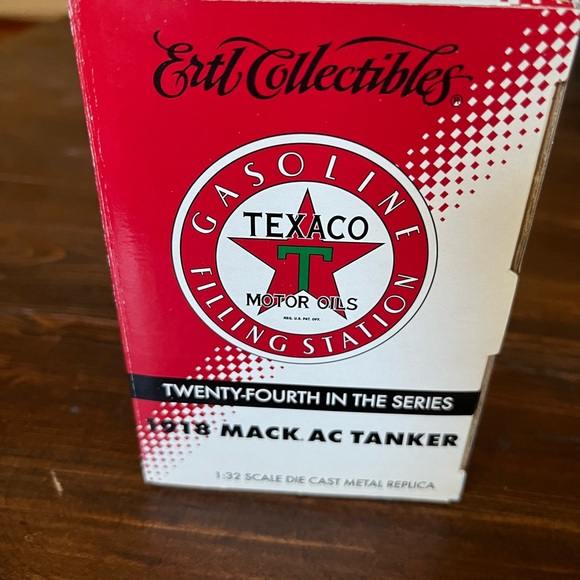 Ertl Collectibles®
GASOLINE
TEXACO
T
MOTOR OILS
REG. U.S. PAT. OFF.
FILLING STATION
TWENTY-FOURTH IN THE SERIES
1918 MACK AC TANKER
1:32 SCALE DIE CAST METAL REPLICA